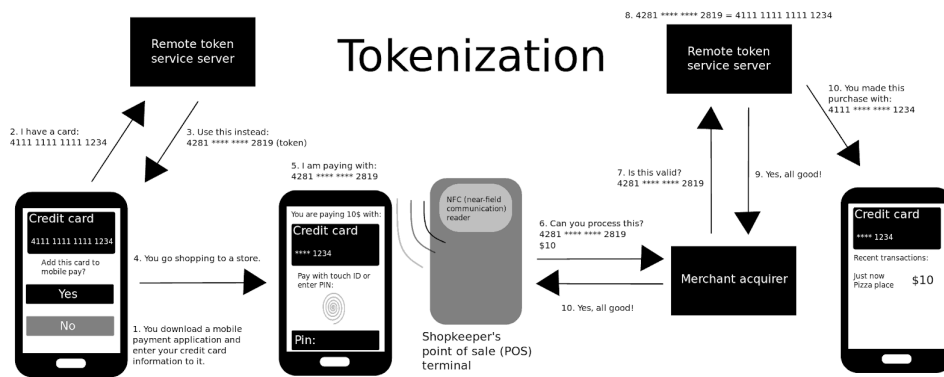 8. 4281 **** **** 2819 = 4111 1111 1111 1234
Tokenization
Remote token
service server
Remote token
service server
2. I have a card:
4111 1111 1111 1234
3. Use this instead:
4281 **** **** 2819 (token)
10. You made this
purchase with:
4111 **** **** 1234
5. I am paying with:
4281 **** **** 2819
7. Is this valid?
4281 **** **** 2819
9. Yes, all good!
Credit card
4111 1111 1111 1234
Add this card to
mobile pay?
Yes
No
4. You go shopping to a store.
1. You download a mobile
payment application and
enter your credit card
information to it.
You are paying 10$ with:
Credit card
**** 1234
Pay with touch ID or
enter PIN:
Pin:
NFC (near-field
communication)
reader
Shopkeeper's
point of sale (POS)
terminal
6. Can you process this?
4281 **** **** 2819
$10
10. Yes, all good!
Merchant acquirer
Credit card
**** 1234
Recent transactions:
Just now
Pizza place
$10